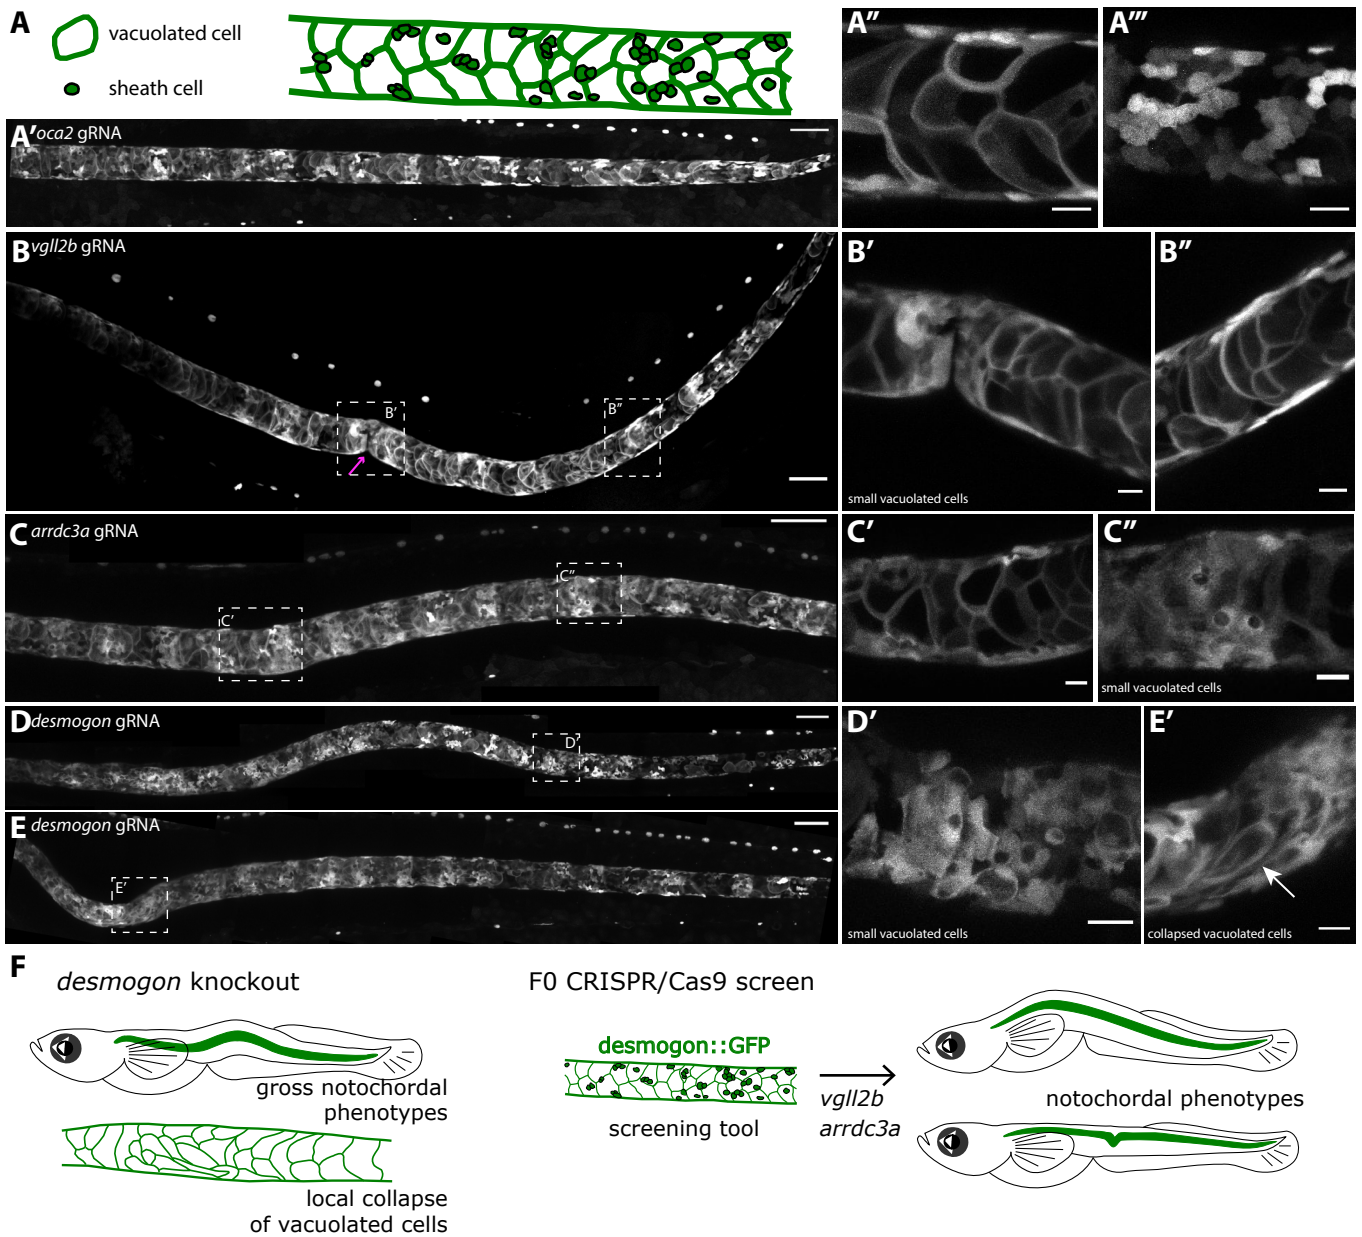 A
vacuolated cell
sheath cell
A″
A‴
A′ oca2 gRNA
B vgll2b gRNA
B′
B″
B′
small vacuolated cells
B″
C arrdc3a gRNA
C′
C″
C′
C″
small vacuolated cells
D desmogon gRNA
D′
D′
small vacuolated cells
E′
collapsed vacuolated cells
E desmogon gRNA
E′
F
desmogon knockout
gross notochordal
phenotypes
local collapse
of vacuolated cells
F0 CRISPR/Cas9 screen
desmogon::GFP
screening tool
vgll2b
arrdc3a
notochordal phenotypes